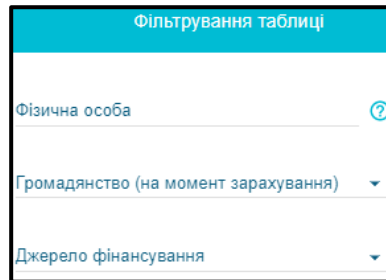 Фільтрування таблиці
Фізична особа
Громадянство (на момент зарахування)
Джерело фінансування